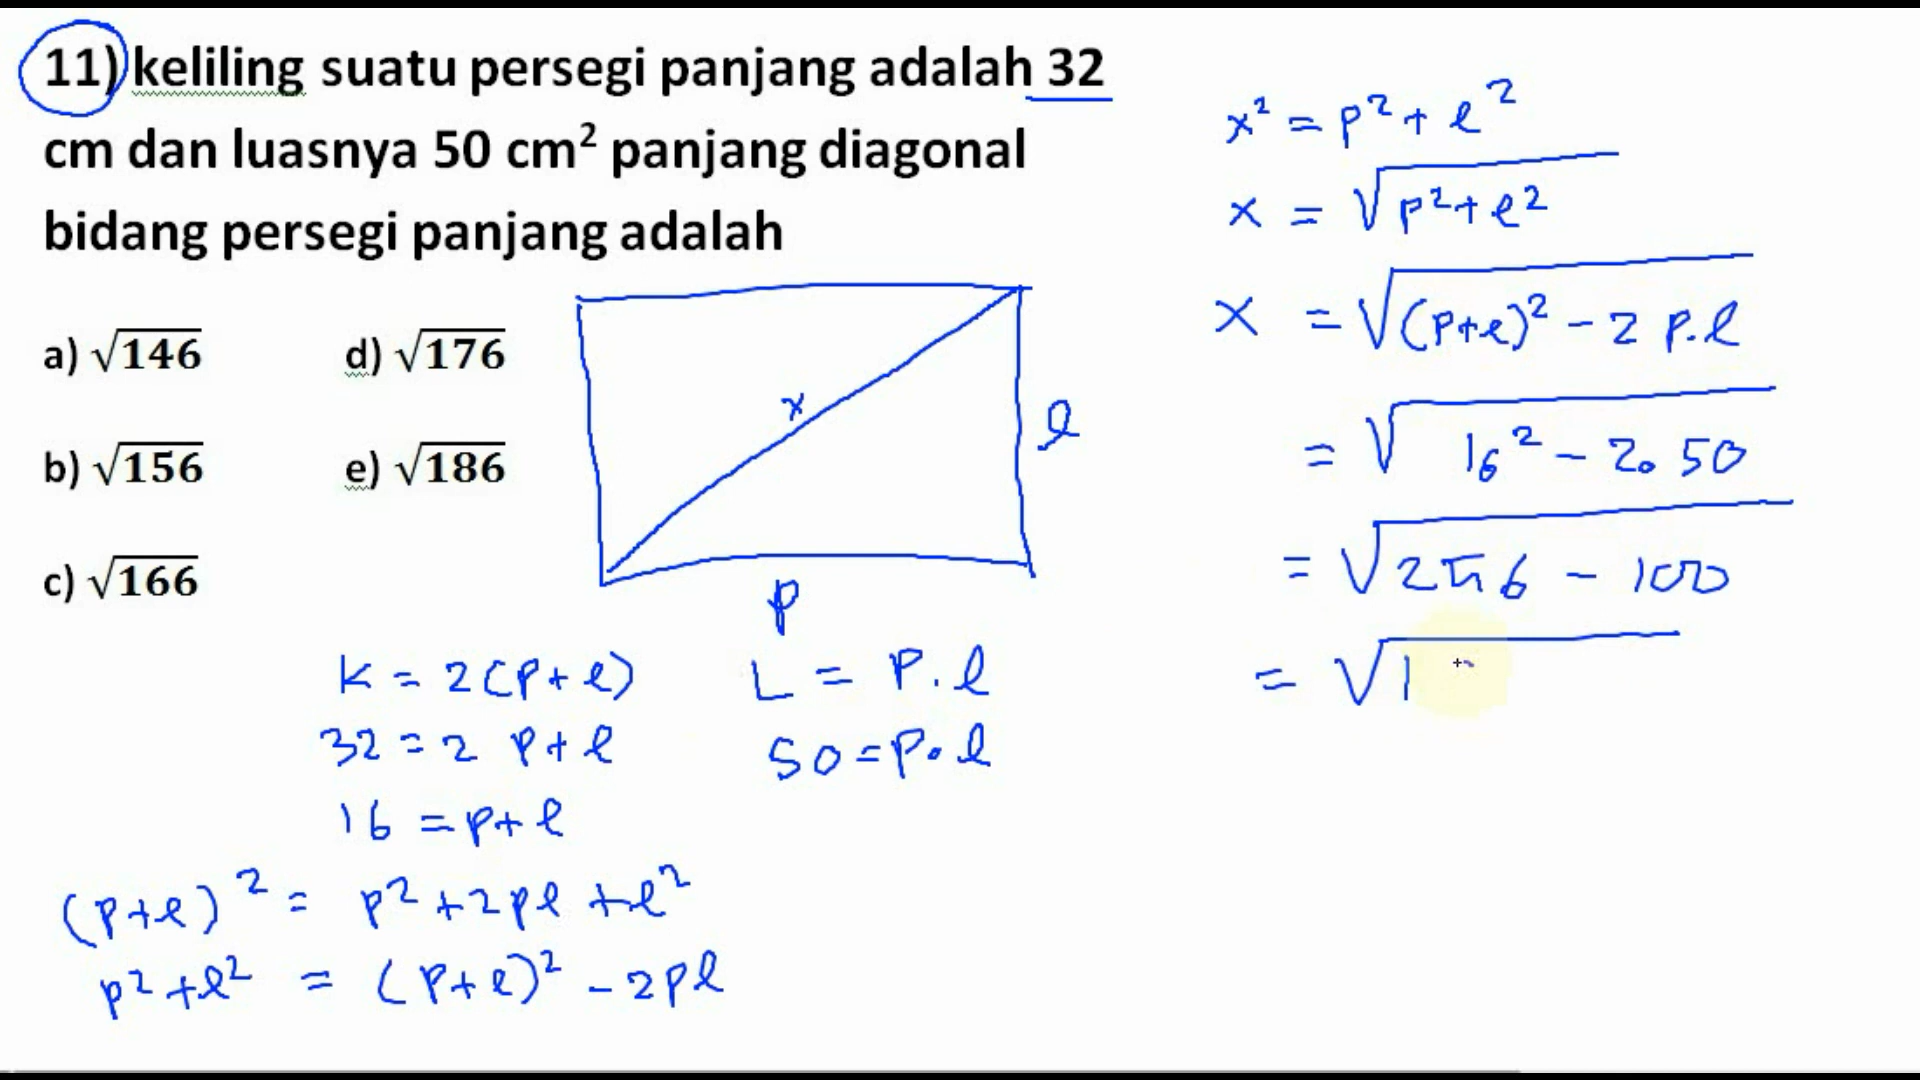 11) keliling suatu persegi panjang adalah 32
cm dan luasnya 50 cm² panjang diagonal
bidang persegi panjang adalah
a) √146
d) √176
b) √156
e) √186
c) √166
x
l
p
K = 2(p+l)
32 = 2 p+l
16 = p+l
L = p.l
50 = p.l
(p+l)² = p² + 2pl + l²
p² + l² = (p+l)² - 2pl
x² = p² + l²
x = √p² + l²
x = √(p+l)² - 2 p.l
= √16² - 2.50
= √256 - 100
= √1